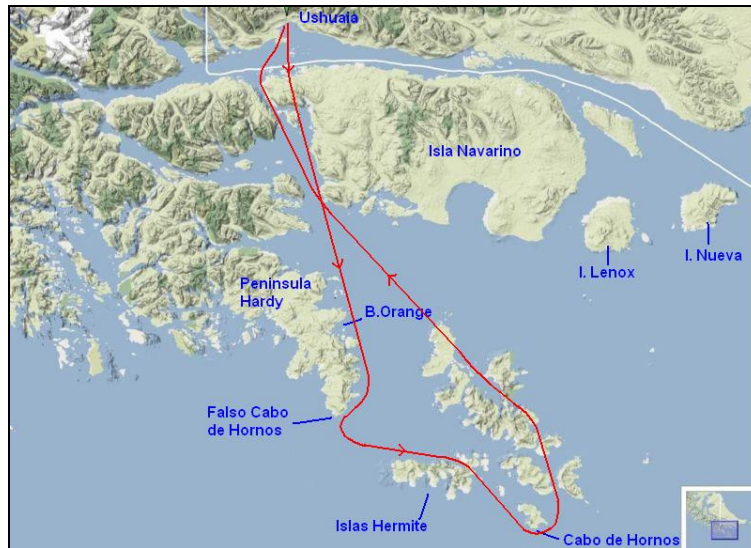 Ushuaia
Isla Navarino
I. Nueva
I. Lenox
Peninsula
Hardy
B.Orange
Falso Cabo
de Hornos
Islas Hermite
Cabo de Hornos